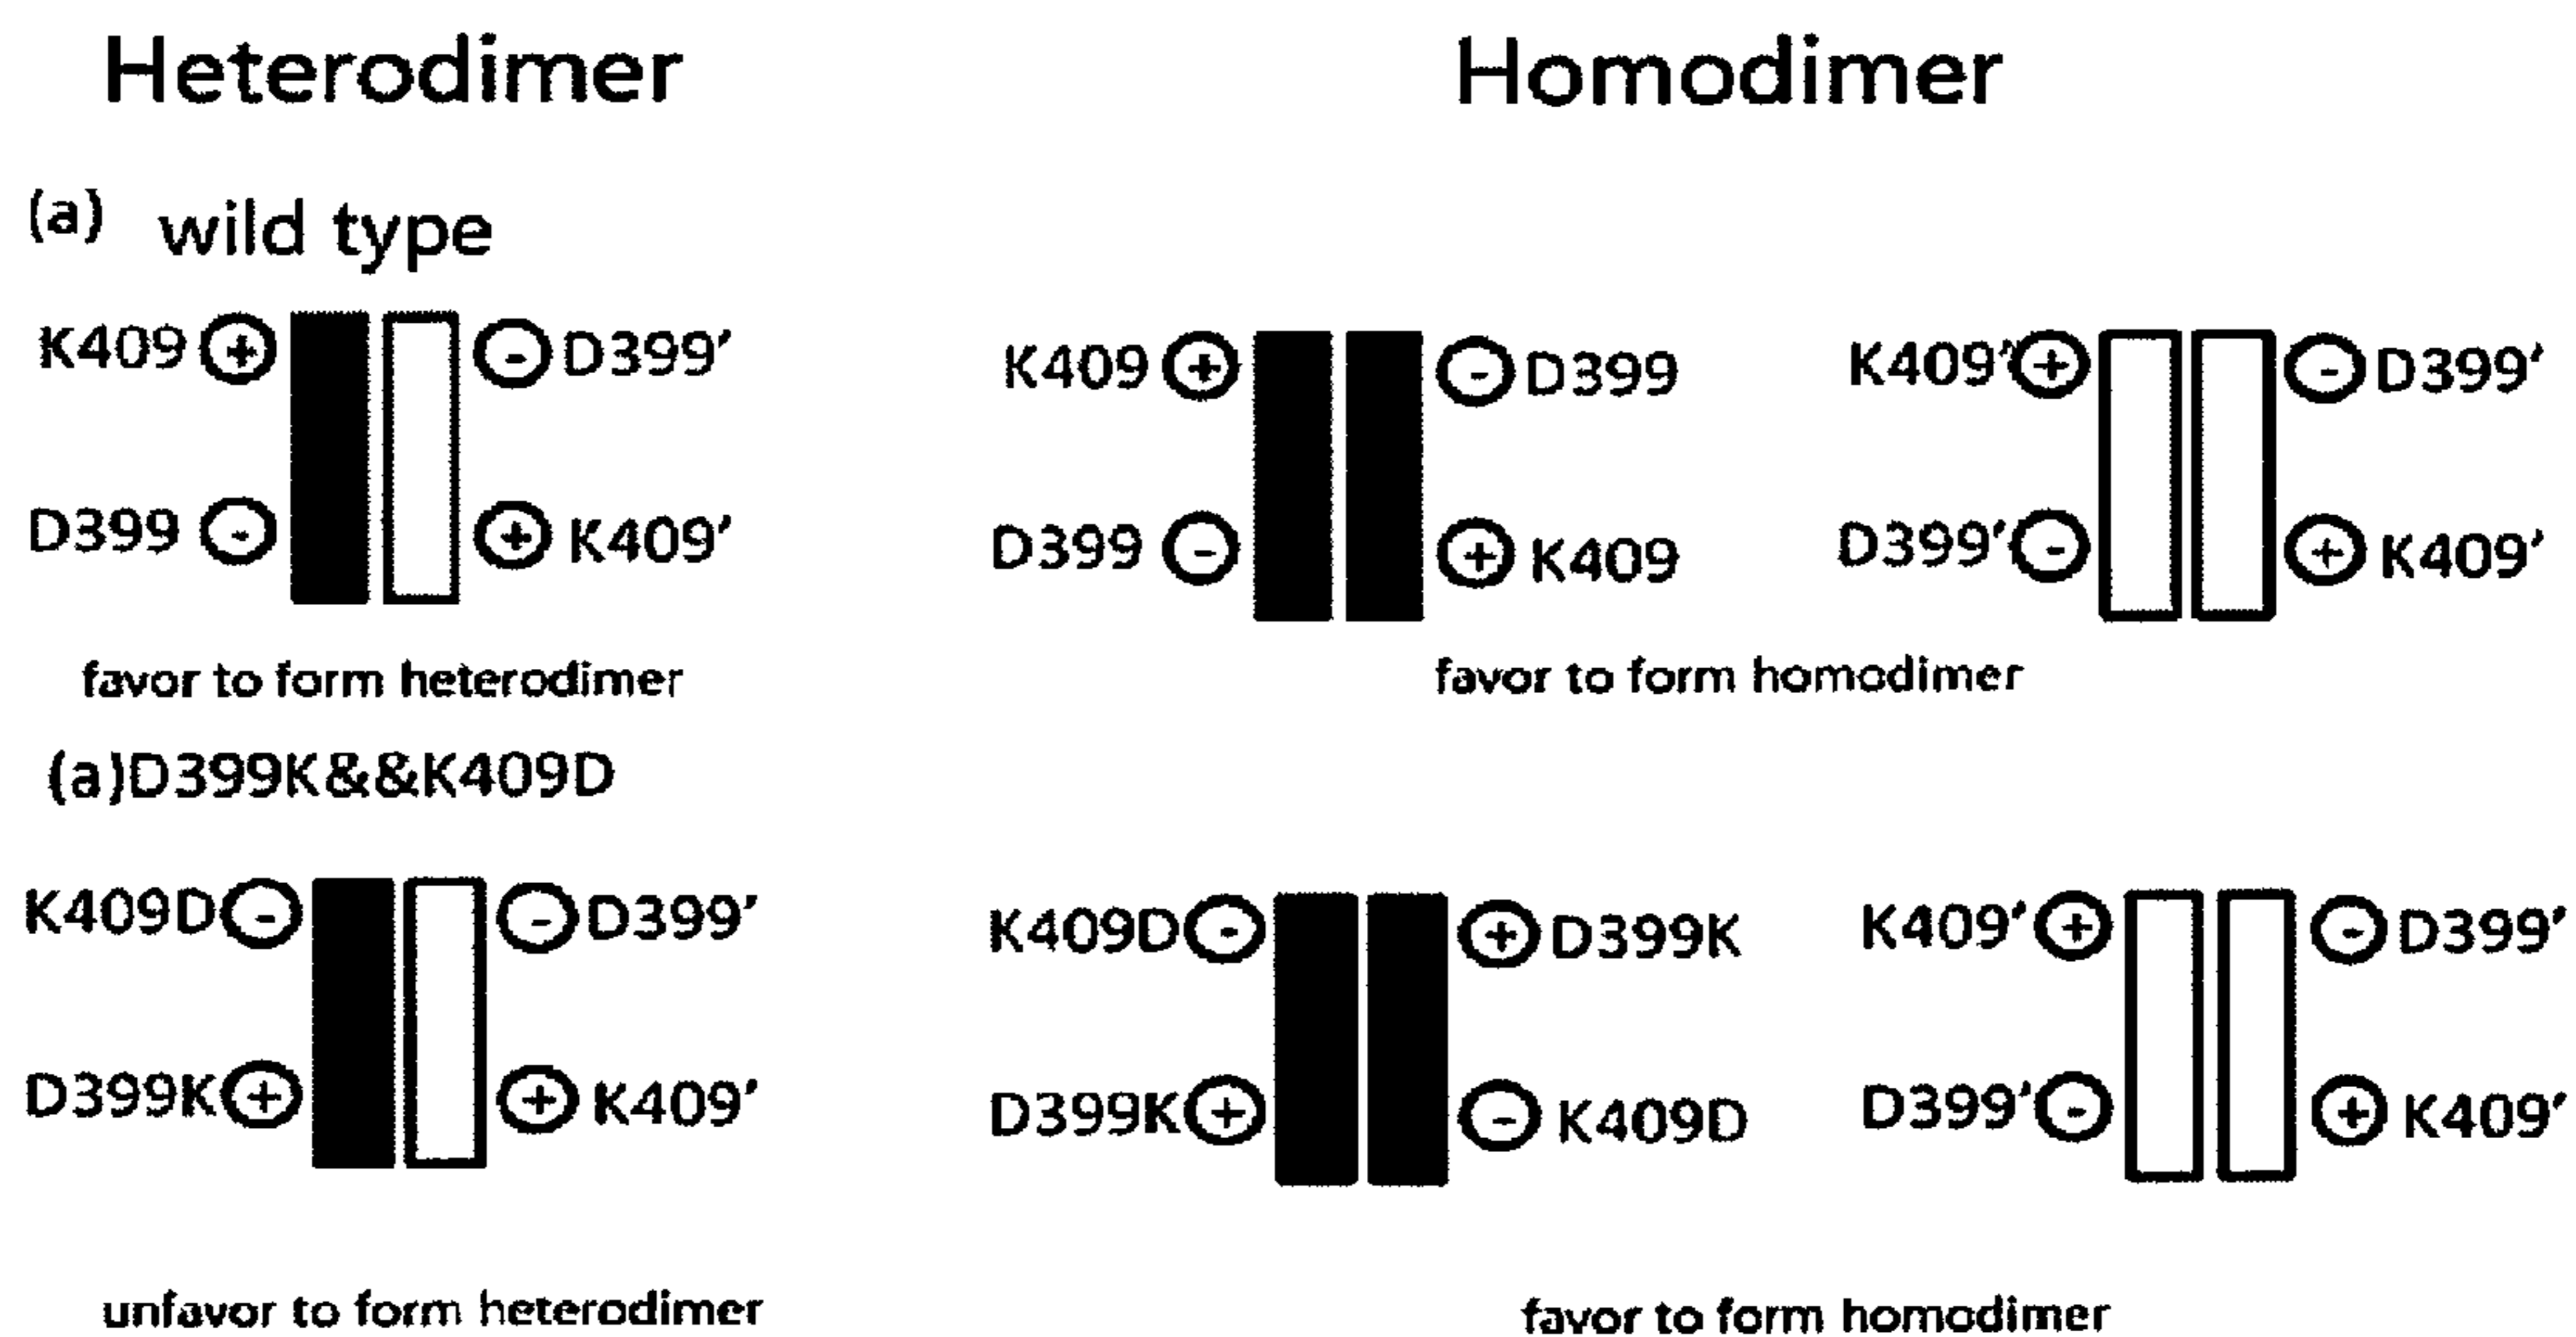 Heterodimer Homodimer
(a) wild type
K409 + - D399' K409 + - D399 K409' + - D399'
D399 - + K409' D399 - + K409 D399' - + K409'
favor to form heterodimer favor to form homodimer
(a)D399K&&K409D
K409D - - D399' K409D - + D399K K409' + - D399'
D399K + + K409' D399K + - K409D D399' - + K409'
unfavor to form heterodimer favor to form homodimer